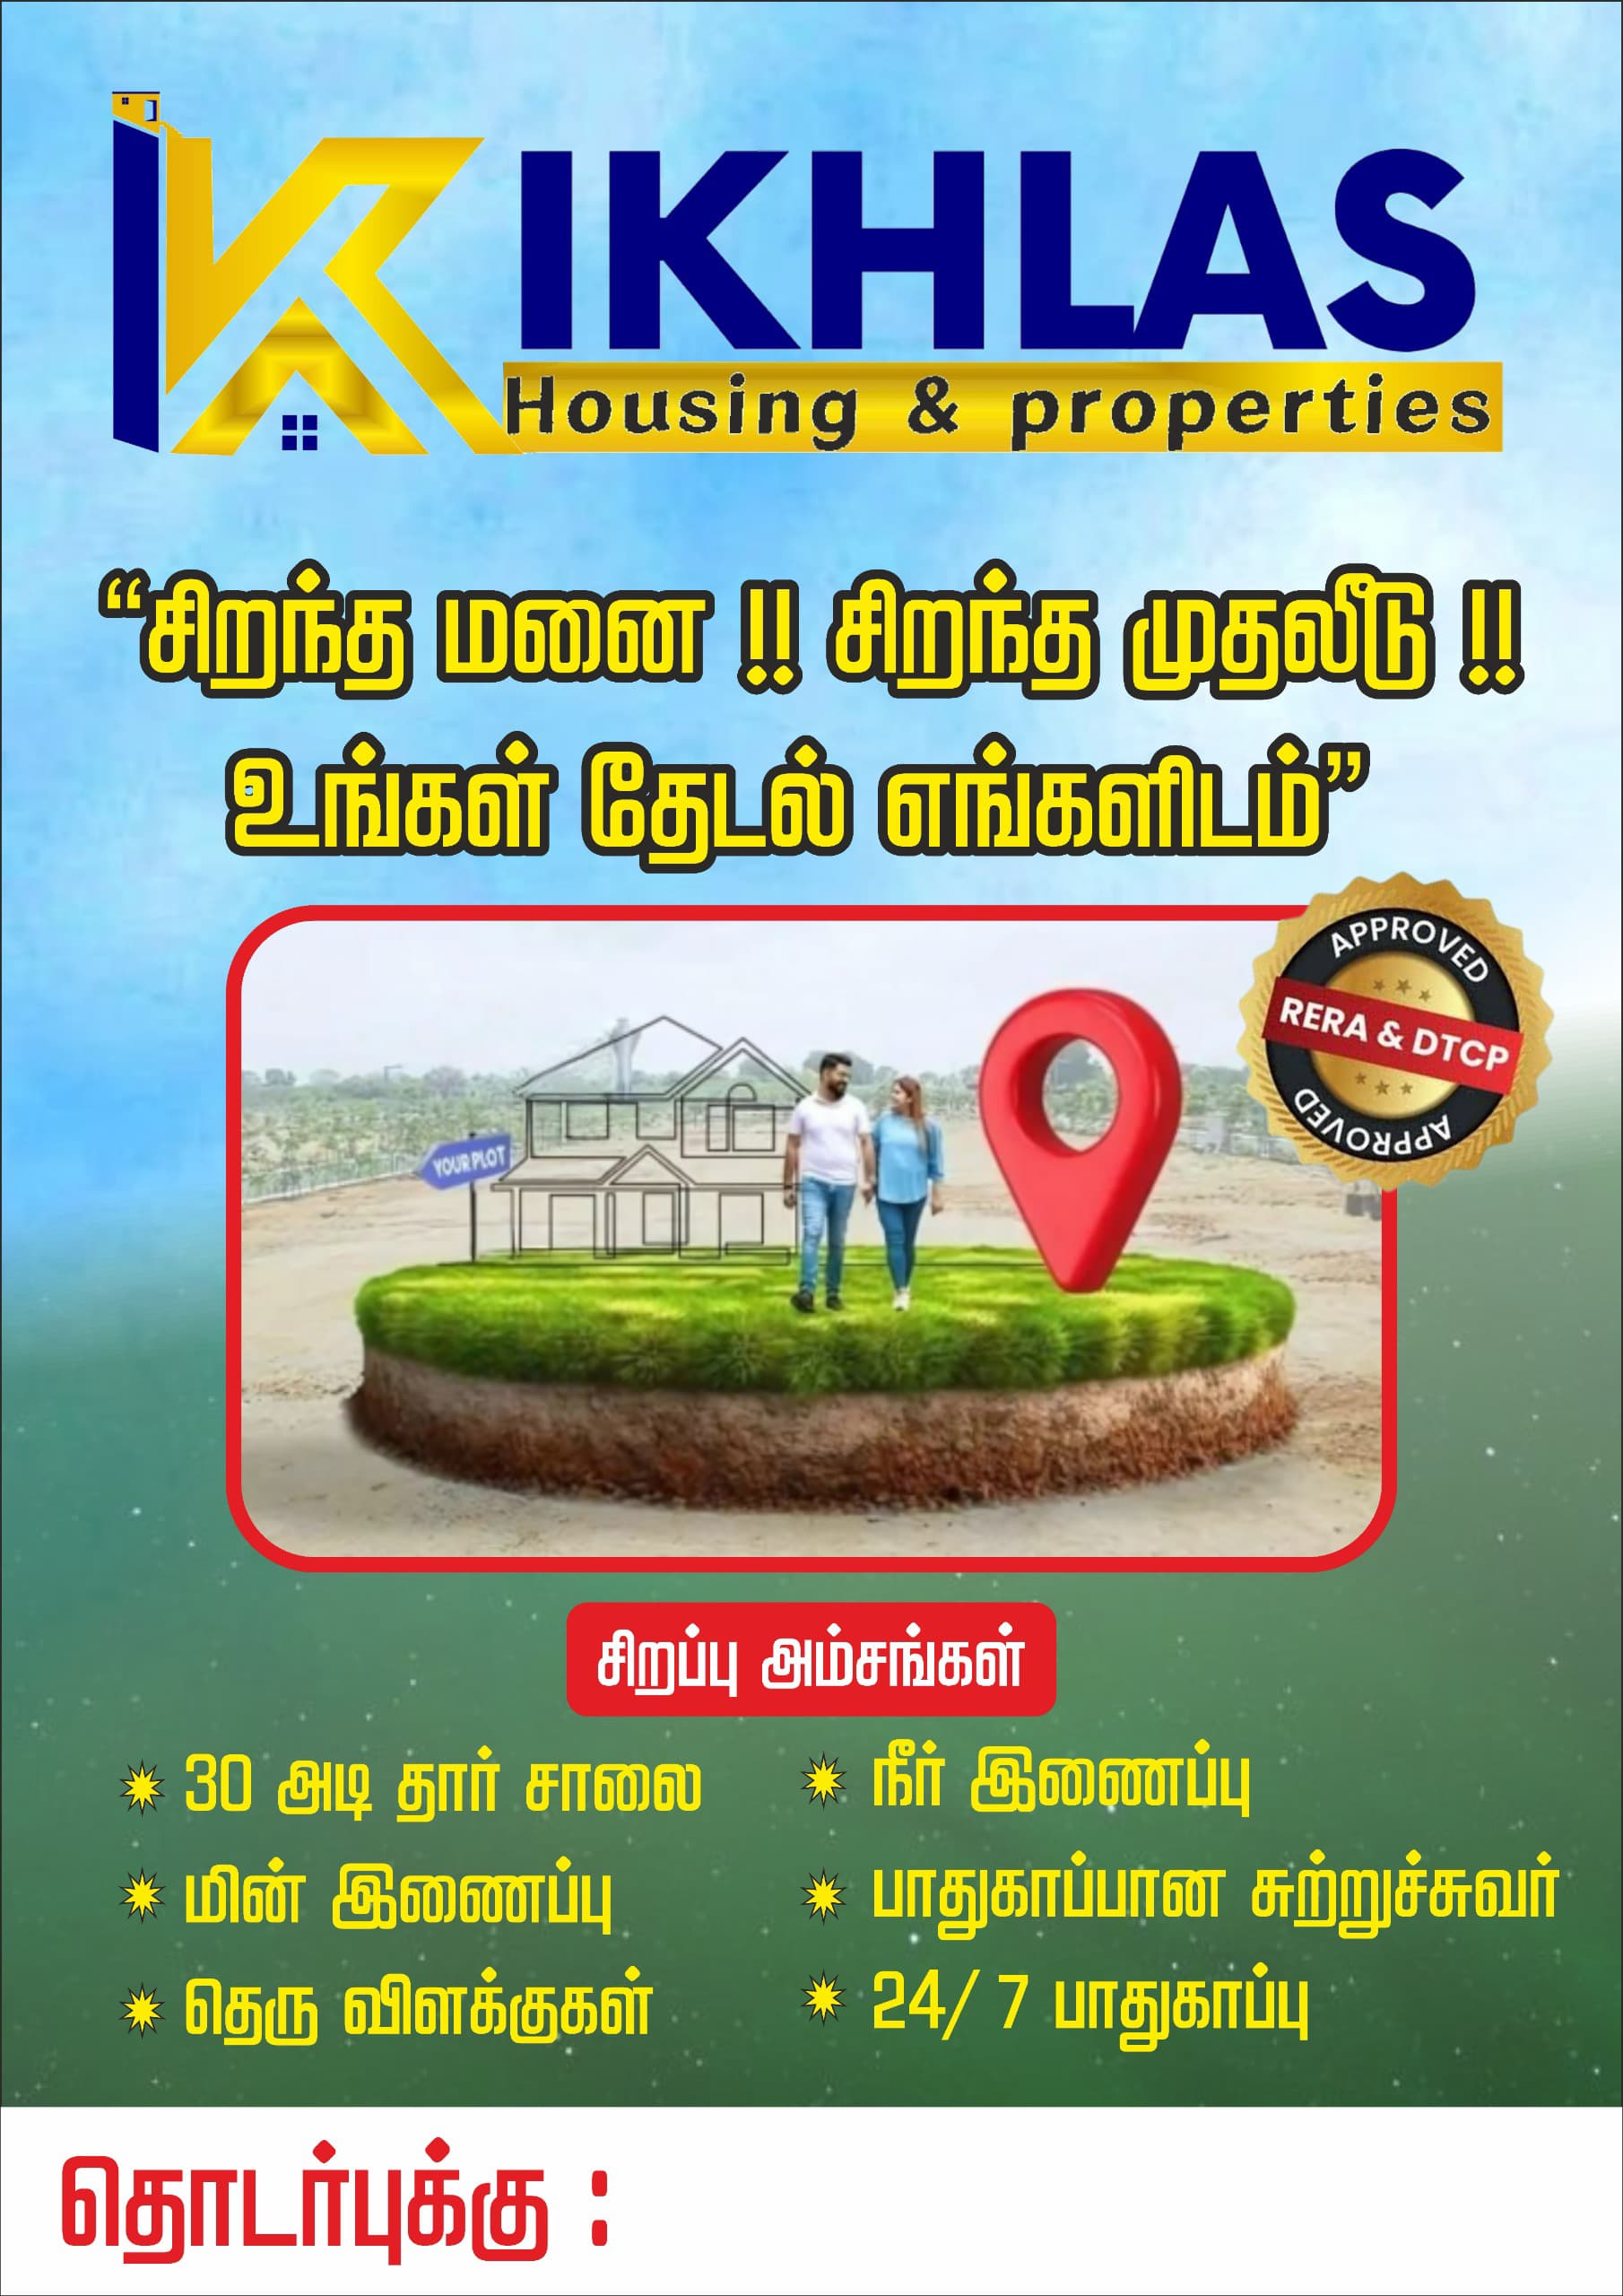 IKHLAS
Housing & properties
“சிறந்த மனை !! சிறந்த முதலீடு !!
உங்கள் தேடல் எங்களிடம்”
APPROVED
RERA & DTCP
APPROVED
YOUR PLOT
சிறப்பு அம்சங்கள்
30 அடி தார் சாலை
மின் இணைப்பு
தெரு விளக்குகள்
நீர் இணைப்பு
பாதுகாப்பான சுற்றுச்சுவர்
24/ 7 பாதுகாப்பு
தொடர்புக்கு :